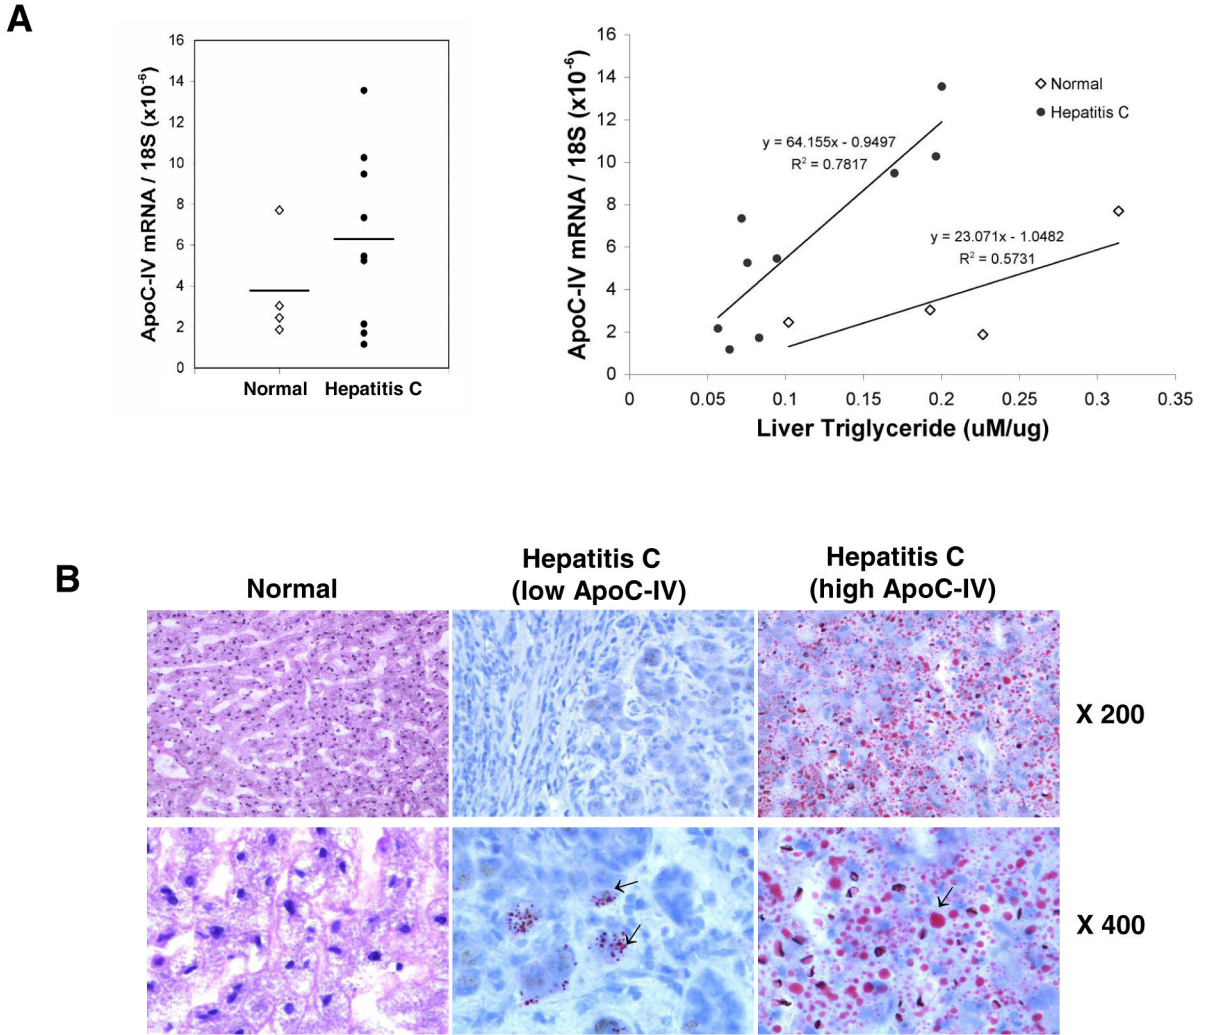 A
16
14
12
10
8
6
4
2
0
ApoC-IV mRNA / 18S (x10-6)
Normal
Hepatitis C
16
14
12
10
8
6
4
2
0
ApoC-IV mRNA / 18S (x10-6)
Normal
Hepatitis C
y = 64.155x - 0.9497
R2 = 0.7817
y = 23.071x - 1.0482
R2 = 0.5731
0
0.05
0.1
0.15
0.2
0.25
0.3
0.35
Liver Triglyceride (uM/ug)
B
Normal
Hepatitis C
(low ApoC-IV)
Hepatitis C
(high ApoC-IV)
X 200
X 400